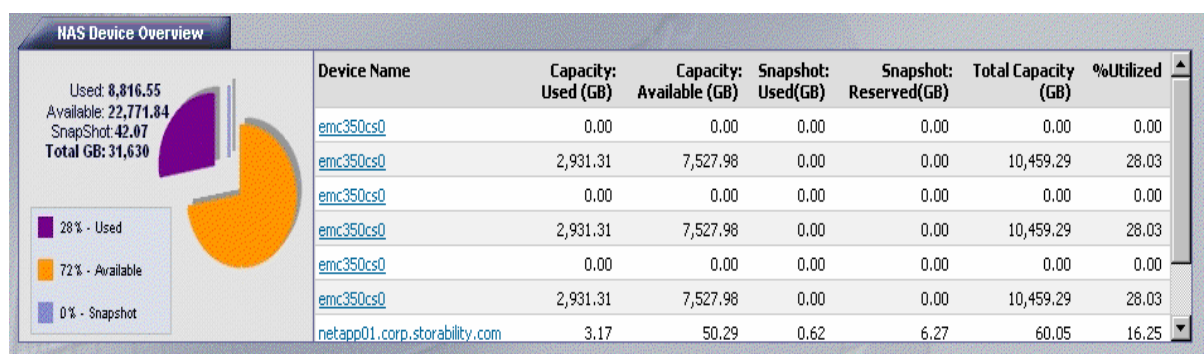 NAS Device Overview
Used: 8,816.55
Available: 22,771.84
SnapShot: 42.07
Total GB: 31,630
28% - Used
72% - Available
0% - Snapshot
Device Name Capacity: Used (GB) Capacity: Available (GB) Snapshot: Used(GB) Snapshot: Reserved(GB) Total Capacity (GB) %Utilized
emc350cs0 0.00 0.00 0.00 0.00 0.00 0.00
emc350cs0 2,931.31 7,527.98 0.00 0.00 10,459.29 28.03
emc350cs0 0.00 0.00 0.00 0.00 0.00 0.00
emc350cs0 2,931.31 7,527.98 0.00 0.00 10,459.29 28.03
emc350cs0 0.00 0.00 0.00 0.00 0.00 0.00
emc350cs0 2,931.31 7,527.98 0.00 0.00 10,459.29 28.03
netapp01.corp.storability.com 3.17 50.29 0.62 6.27 60.05 16.25